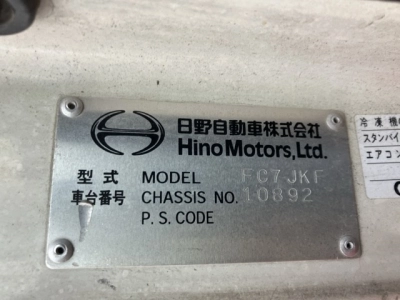 日野自動車株式会社
Hino Motors, Ltd.
型式 MODEL FC7JKF
車台番号 CHASSIS NO. 10892
P.S. CODE
冷凍機の
スタンバイ
エアコン